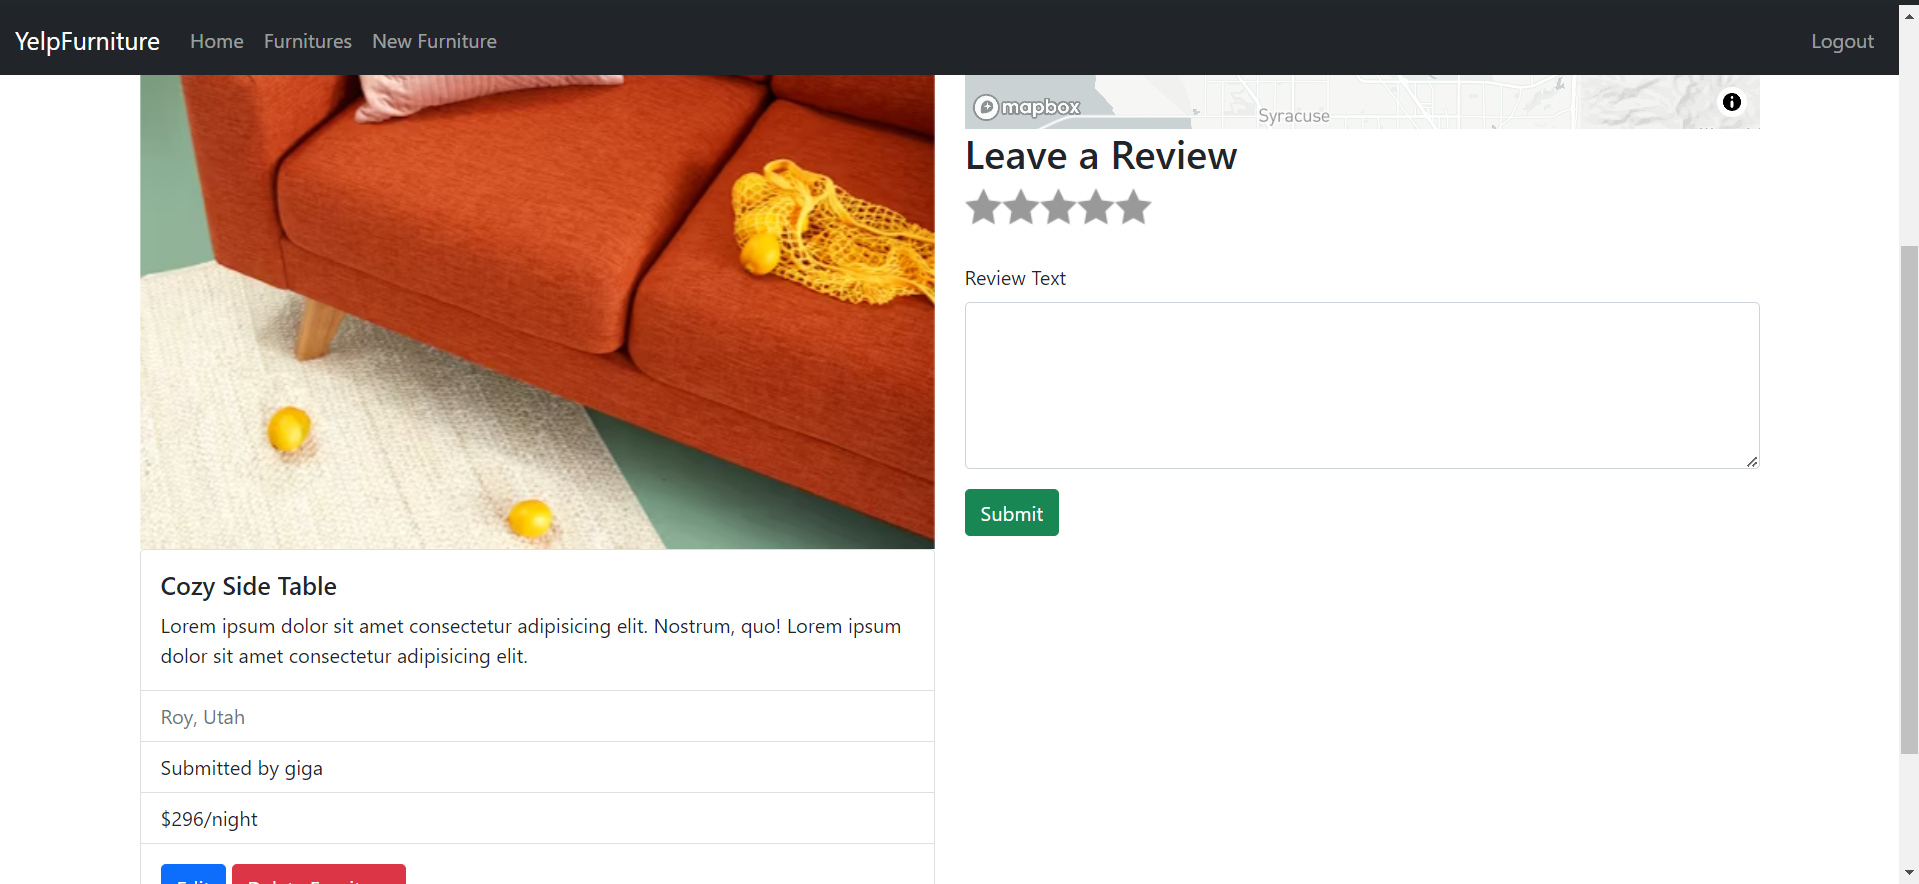 YelpFurniture Home Furnitures New Furniture Logout
mapbox
Syracuse
Leave a Review
Review Text
Submit
Cozy Side Table
Lorem ipsum dolor sit amet consectetur adipisicing elit. Nostrum, quo! Lorem ipsum
dolor sit amet consectetur adipisicing elit.
Roy, Utah
Submitted by giga
$296/night